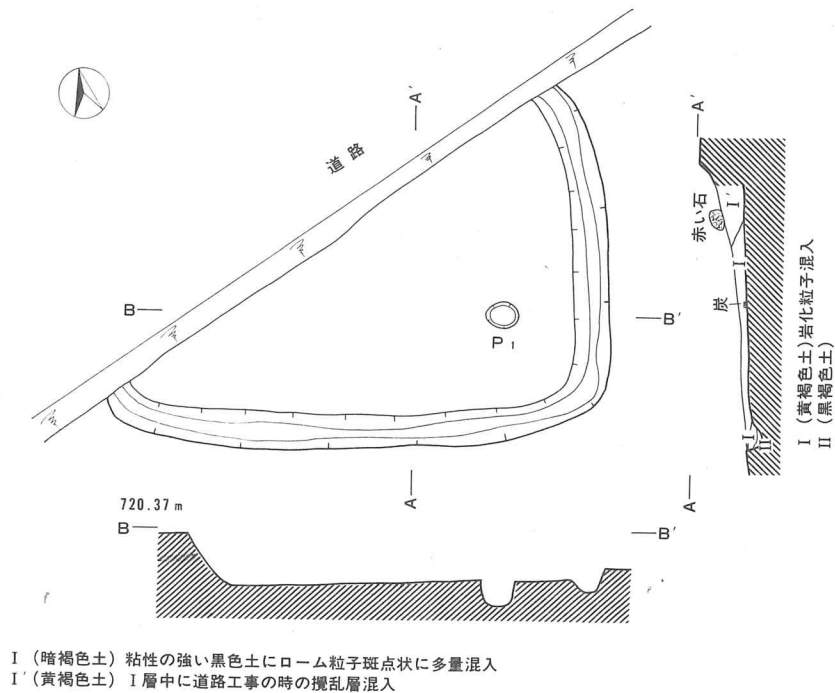 A'
道路
B
B'
P1
A
A'
赤い石
I'
I
炭
I
II
A
I (黄褐色土)岩化粒子混入
II (黒褐色土)
720.37m
B
B'
I (暗褐色土) 粘性の強い黒色土にローム粒子斑点状に多量混入
I'(黄褐色土) I層中に道路工事の時の攪乱層混入